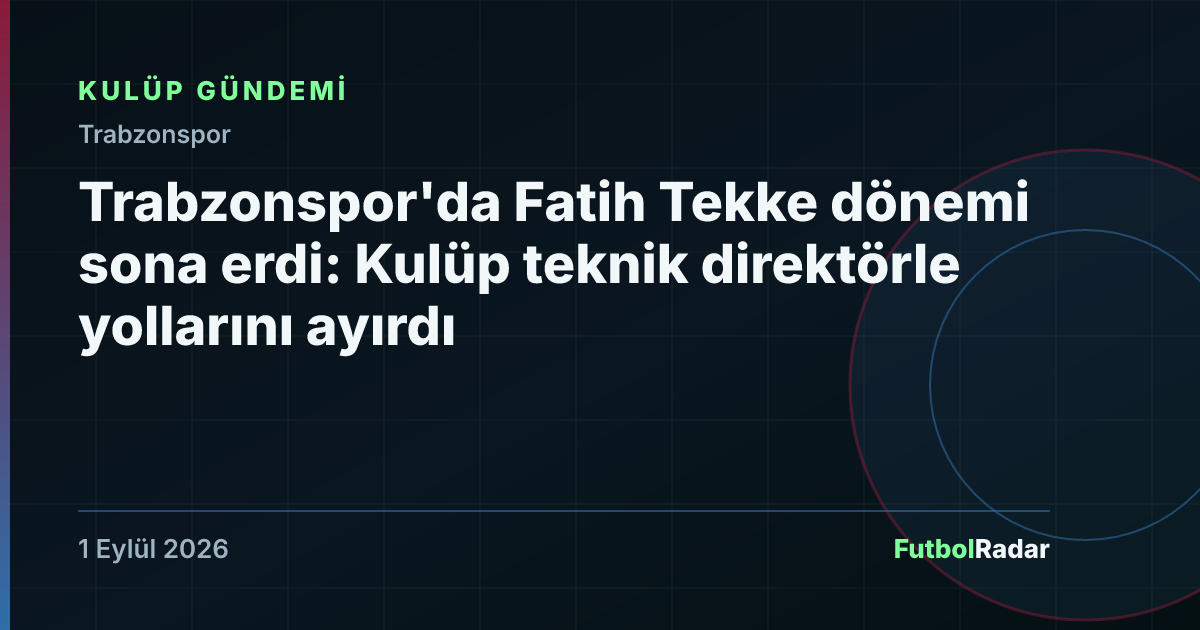 KULÜP GÜNDEMİ
Trabzonspor
Trabzonspor'da Fatih Tekke dönemi
sona erdi: Kulüp teknik direktörle
yollarını ayırdı
1 Eylül 2026
FutbolRadar